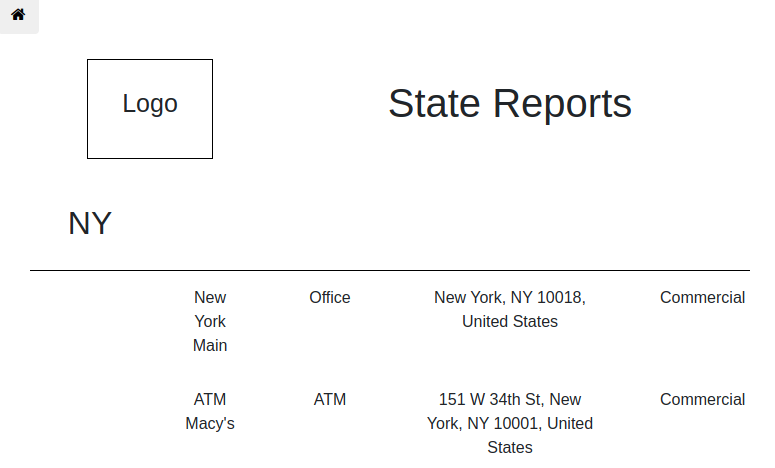 Logo
State Reports
NY
New Office New York, NY 10018, Commercial
York United States
Main
ATM ATM 151 W 34th St, New Commercial
Macy's York, NY 10001, United
States